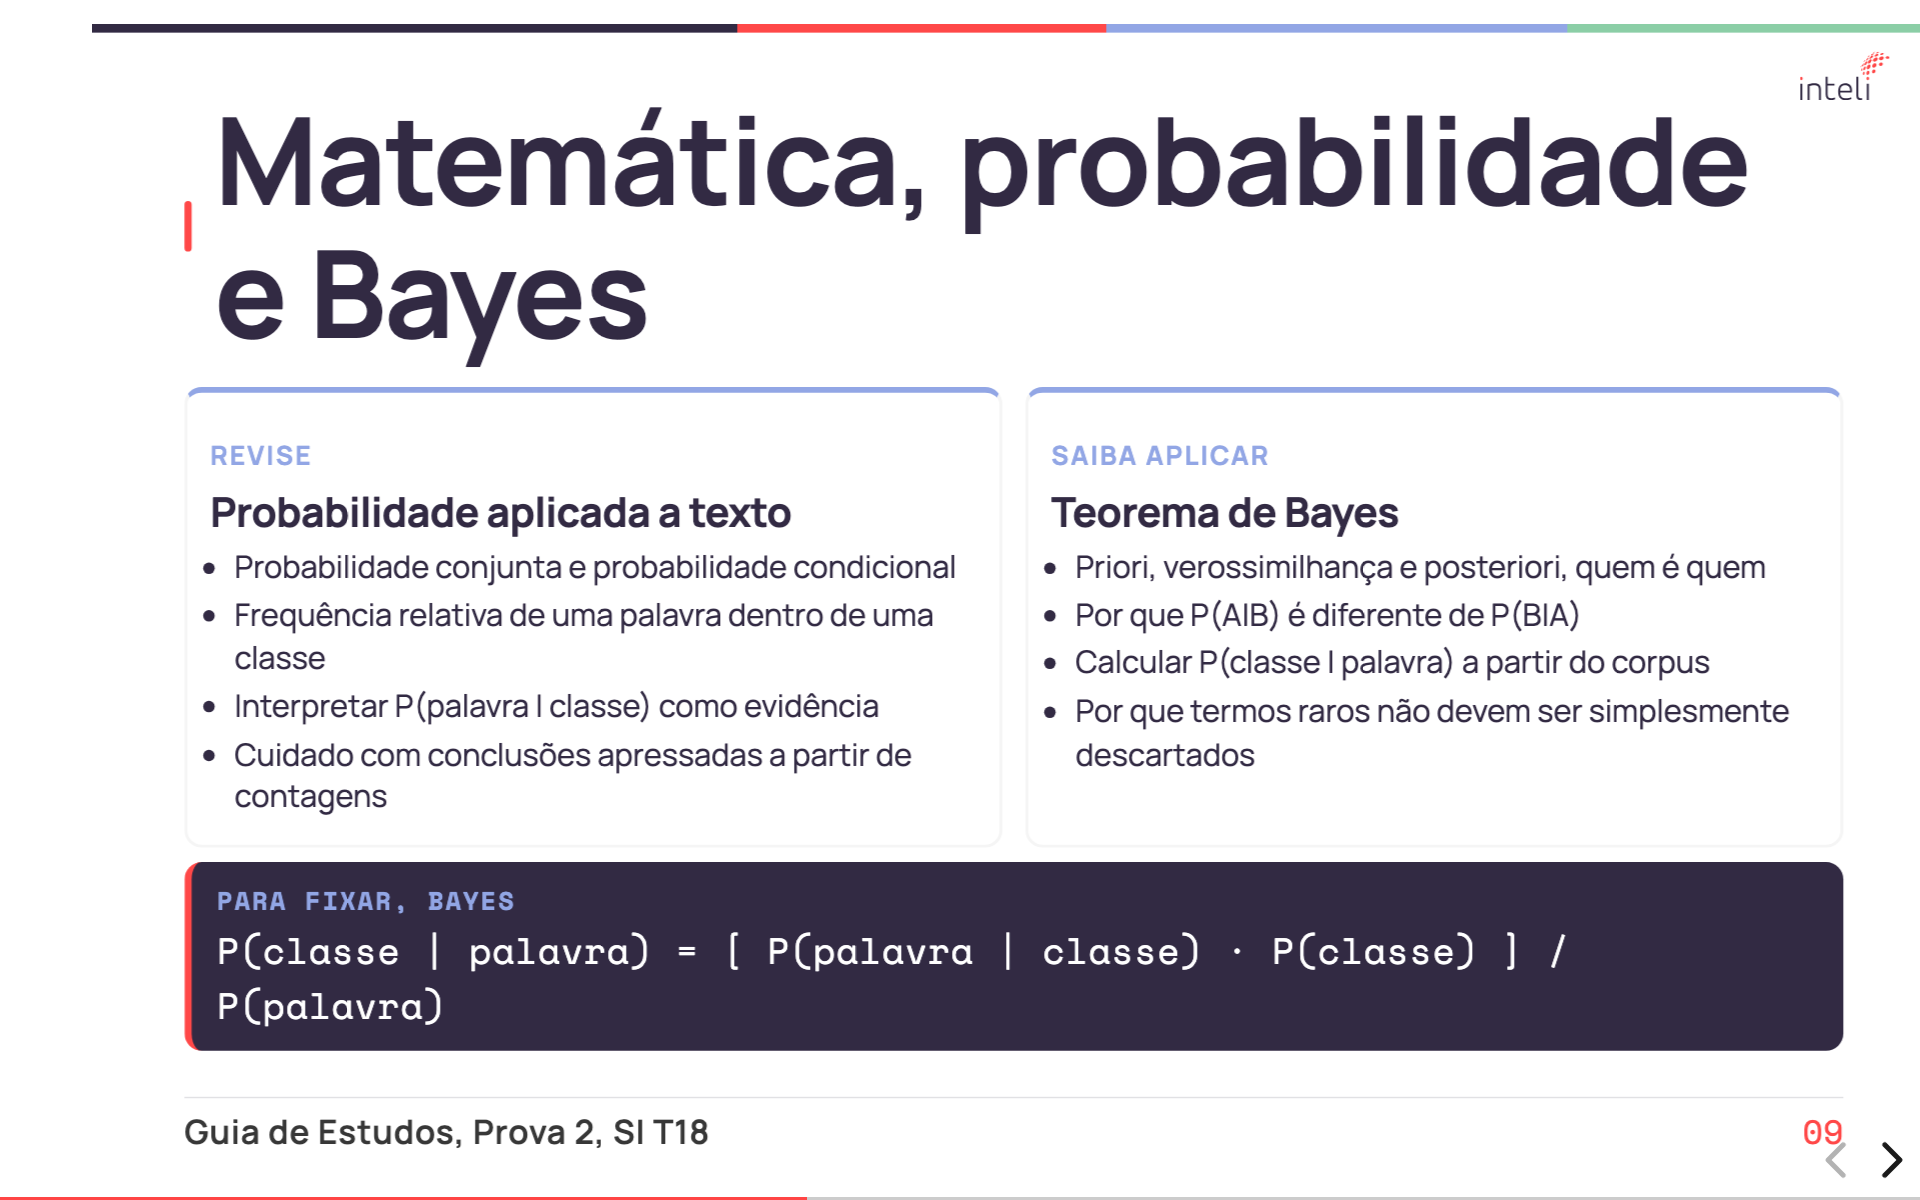 inteli
Matemática, probabilidade
e Bayes
REVISE
Probabilidade aplicada a texto
• Probabilidade conjunta e probabilidade condicional
• Frequência relativa de uma palavra dentro de uma
classe
• Interpretar P(palavra | classe) como evidência
• Cuidado com conclusões apressadas a partir de
contagens
SAIBA APLICAR
Teorema de Bayes
• Priori, verossimilhança e posteriori, quem é quem
• Por que P(A|B) é diferente de P(B|A)
• Calcular P(classe | palavra) a partir do corpus
• Por que termos raros não devem ser simplesmente
descartados
PARA FIXAR, BAYES
P(classe | palavra) = [ P(palavra | classe) · P(classe) ] /
P(palavra)
Guia de Estudos, Prova 2, SI T18
09